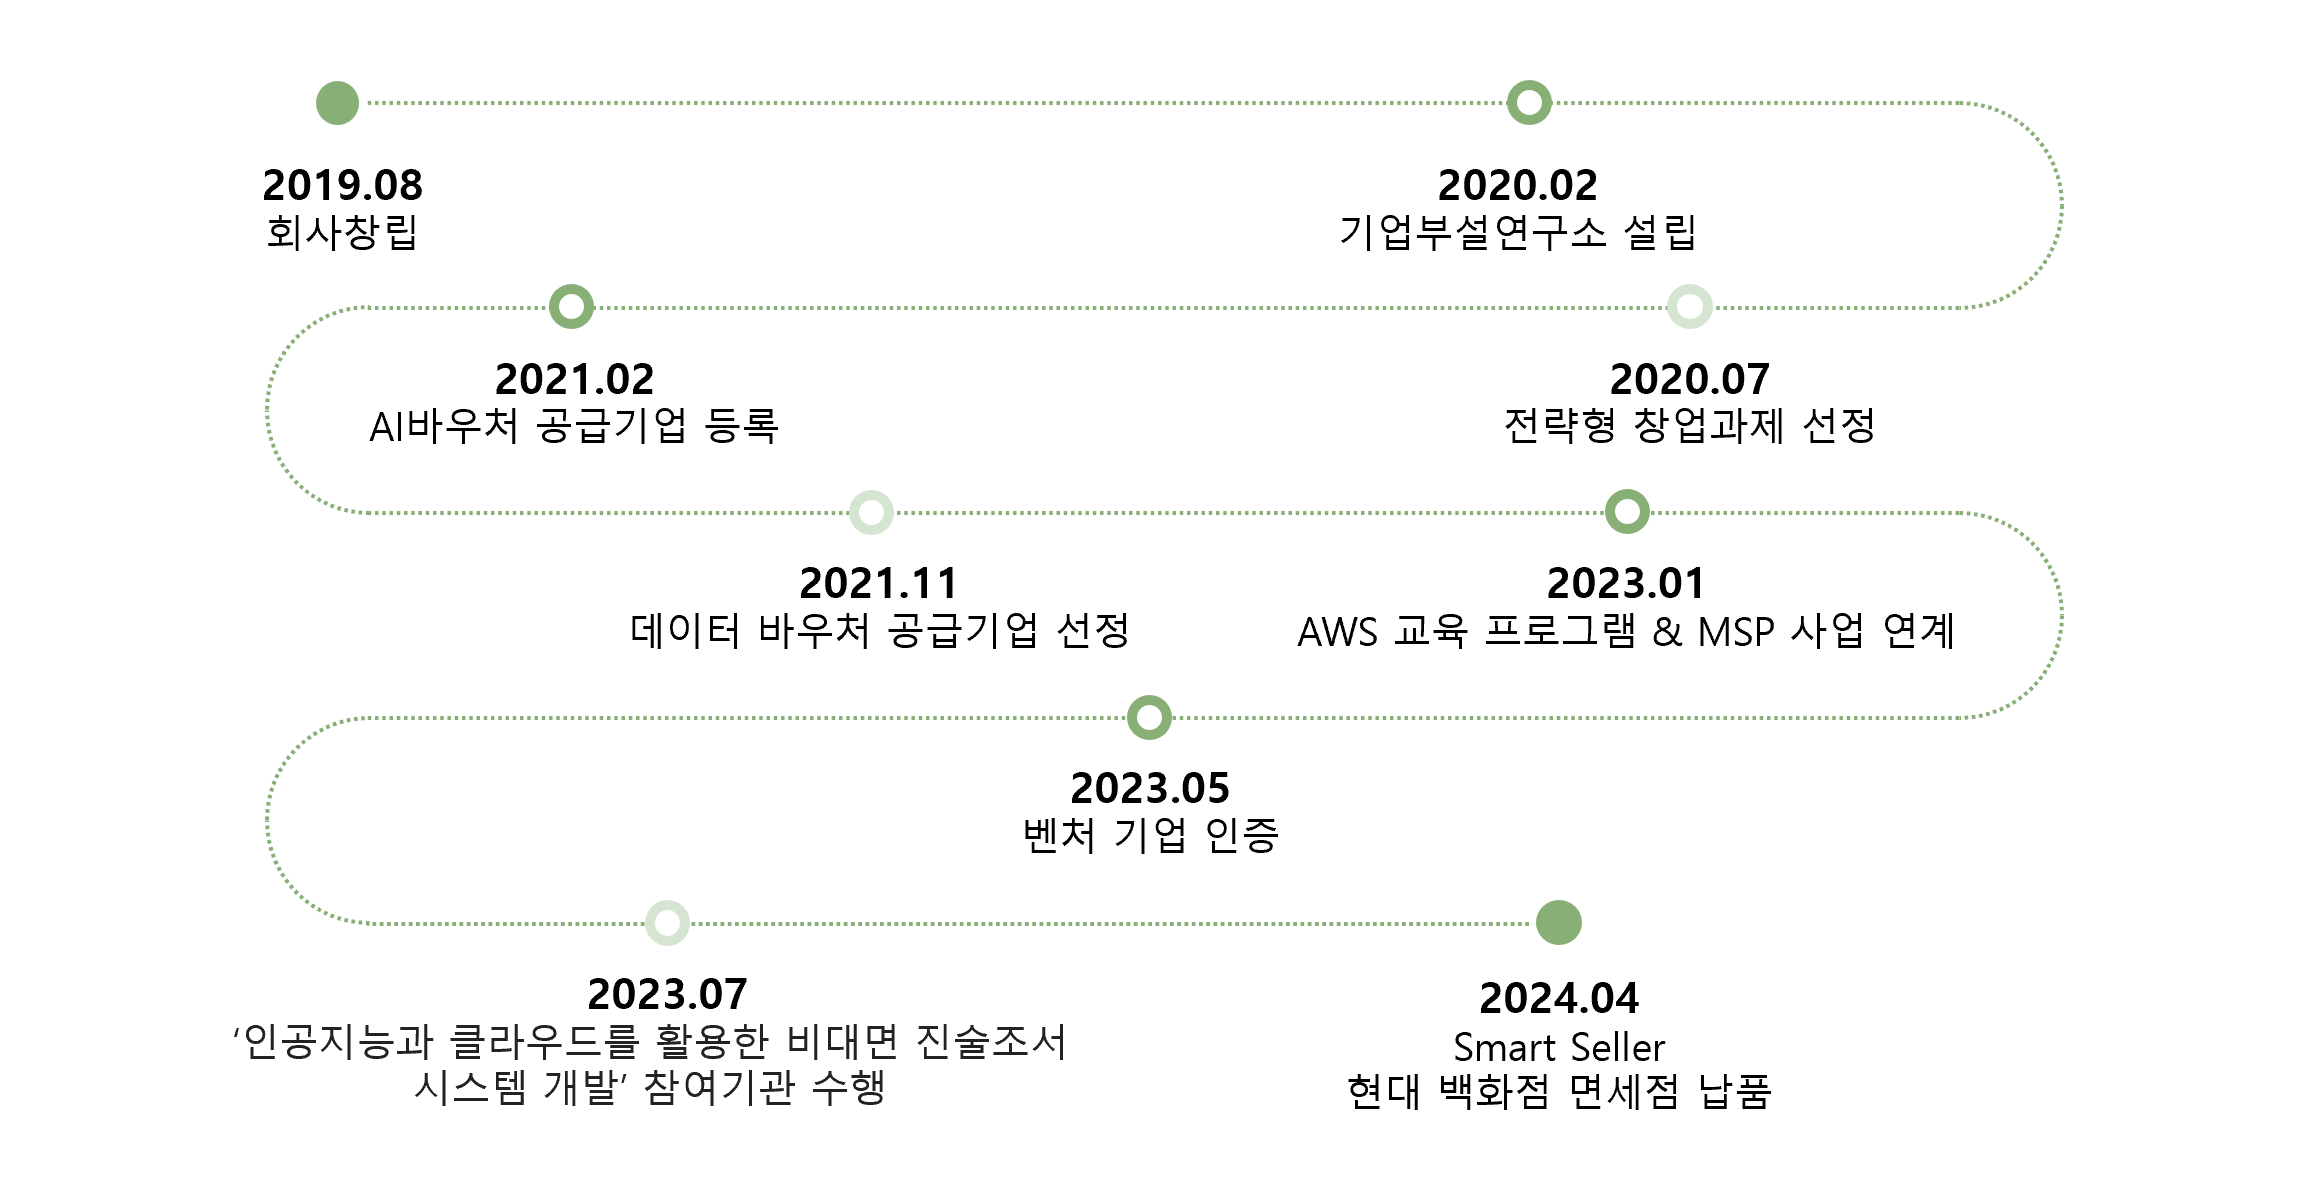 2019.08
회사창립
2020.02
기업부설연구소 설립
2021.02
AI바우처 공급기업 등록
2020.07
전략형 창업과제 선정
2021.11
데이터 바우처 공급기업 선정
2023.01
AWS 교육 프로그램 & MSP 사업 연계
2023.05
벤처 기업 인증
2023.07
‘인공지능과 클라우드를 활용한 비대면 진술조서
시스템 개발’ 참여기관 수행
2024.04
Smart Seller
현대 백화점 면세점 납품